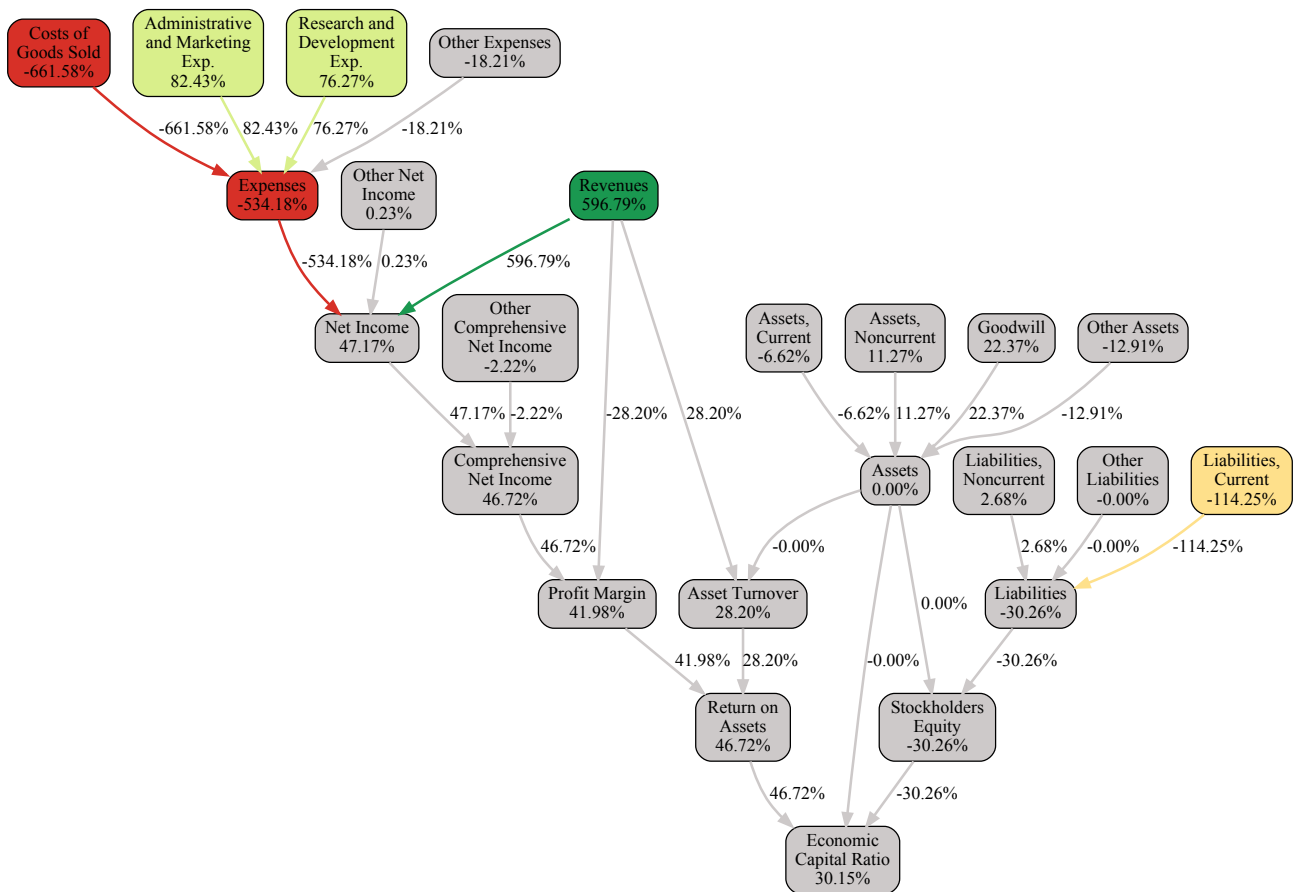 Costs of
Goods Sold
-661.58%
Administrative
and Marketing
Exp.
82.43%
Research and
Development
Exp.
76.27%
Other Expenses
-18.21%
-661.58%
82.43%
76.27%
-18.21%
Expenses
-534.18%
Other Net
Income
0.23%
Revenues
596.79%
-534.18%
0.23%
596.79%
Net Income
47.17%
Other
Comprehensive
Net Income
-2.22%
Assets,
Current
-6.62%
Assets,
Noncurrent
11.27%
Goodwill
22.37%
Other Assets
-12.91%
47.17%
-2.22%
-28.20%
28.20%
-6.62%
11.27%
22.37%
-12.91%
Comprehensive
Net Income
46.72%
Assets
0.00%
Liabilities,
Noncurrent
2.68%
Other
Liabilities
-0.00%
Liabilities,
Current
-114.25%
46.72%
-0.00%
2.68%
-0.00%
-114.25%
Profit Margin
41.98%
Asset Turnover
28.20%
0.00%
Liabilities
-30.26%
41.98%
28.20%
-0.00%
-30.26%
Return on
Assets
46.72%
Stockholders
Equity
-30.26%
46.72%
-30.26%
Economic
Capital Ratio
30.15%